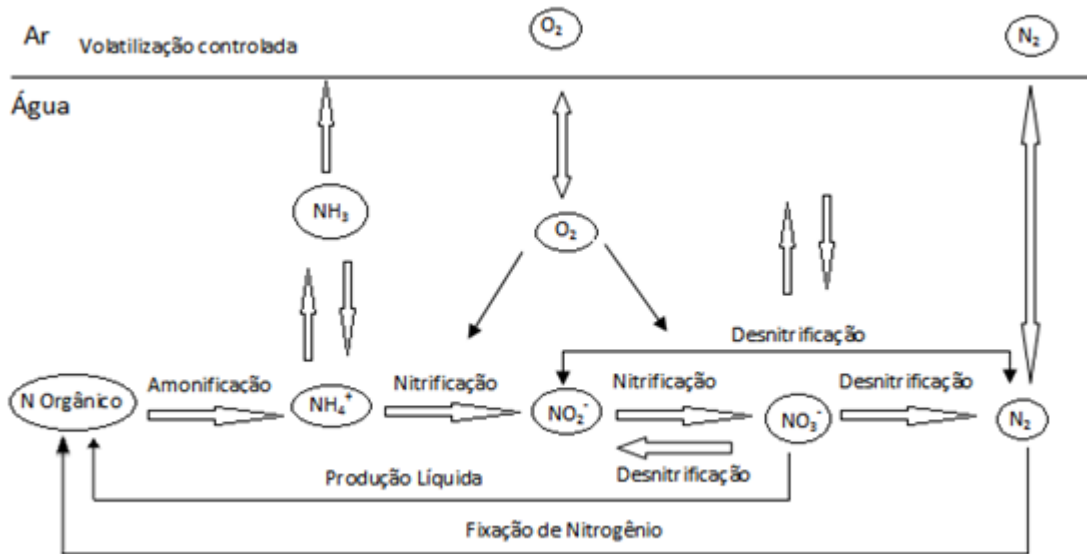 Ar
Volatilização controlada
O₂
N₂
Água
NH₃
O₂
Desnitrificação
Amonificação
Nitrificação
Nitrificação
Desnitrificação
N Orgânico
NH₄⁺
NO₂⁻
NO₃⁻
N₂
Desnitrificação
Produção Líquida
Fixação de Nitrogênio